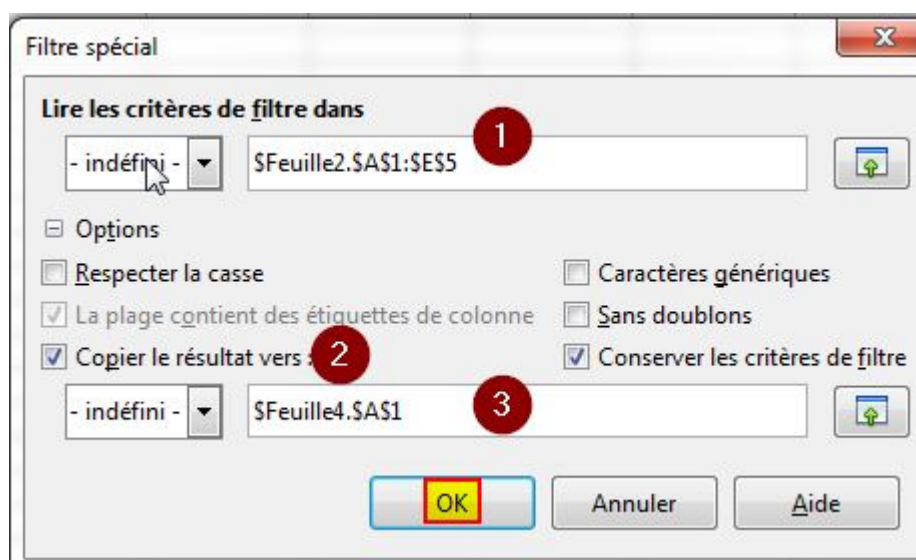 Filtre spécial
Lire les critères de filtre dans
1
- indéfini - $Feuille2.$A$1:$E$5
Options
Respecter la casse Caractères génériques
La plage contient des étiquettes de colonne Sans doublons
Copier le résultat vers : 2 Conserver les critères de filtre
- indéfini - $Feuille4.$A$1 3
OK Annuler Aide